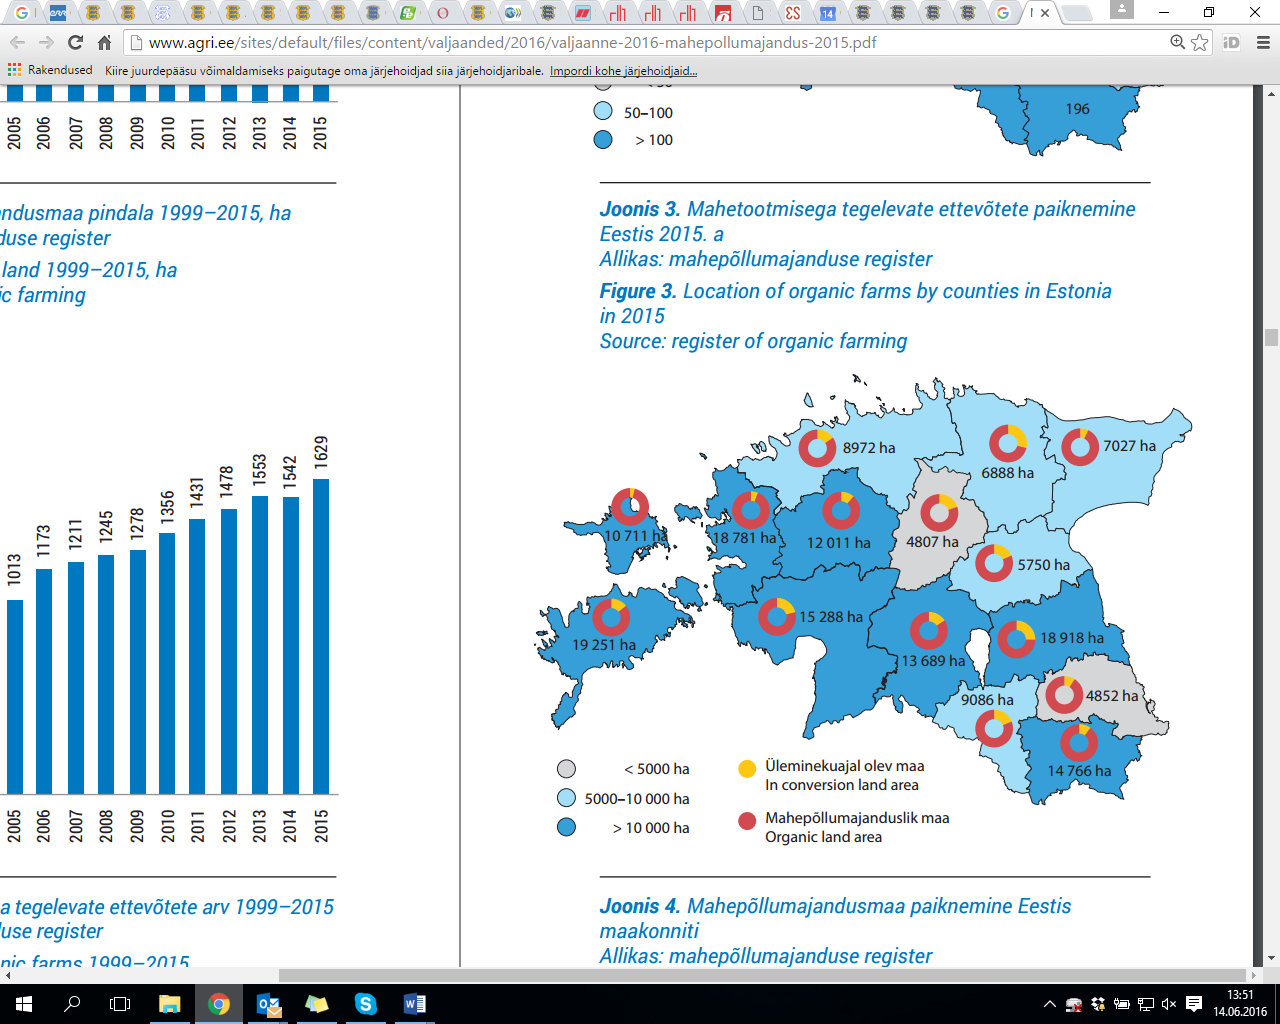 www.agri.ee/sites/default/files/content/valjaanded/2016/valjaanne-2016-mahepollumajandus-2015.pdf
Rakendused Kiire juurdepääsu võimaldamiseks paigutage oma järjehoidjad siia järjehoidjaribale. Impordi kohe järjehoidjaid...
2005 2006 2007 2008 2009 2010 2011 2012 2013 2014 2015
andusmaa pindala 1999–2015, ha
duse register
land 1999–2015, ha
ic farming
1013 1173 1211 1245 1278 1356 1431 1478 1553 1542 1629
2005 2006 2007 2008 2009 2010 2011 2012 2013 2014 2015
a tegelevate ettevõtete arv 1999–2015
luse register
nic farms 1999–2015
50–100
> 100
196
Joonis 3. Mahetootmisega tegelevate ettevõtete paiknemine
Eestis 2015. a
Allikas: mahepõllumajanduse register
Figure 3. Location of organic farms by counties in Estonia
in 2015
Source: register of organic farming
8972 ha
6888 ha
7027 ha
10 711 ha
18 781 ha
12 011 ha
4807 ha
5750 ha
19 251 ha
15 288 ha
13 689 ha
18 918 ha
9086 ha
4852 ha
14 766 ha
< 5000 ha
5000–10 000 ha
> 10 000 ha
Üleminekuajal olev maa
In conversion land area
Mahepõllumajanduslik maa
Organic land area
Joonis 4. Mahepõllumajandusmaa paiknemine Eestis
maakonniti
Allikas: mahepõllumajanduse register
13:51
14.06.2016